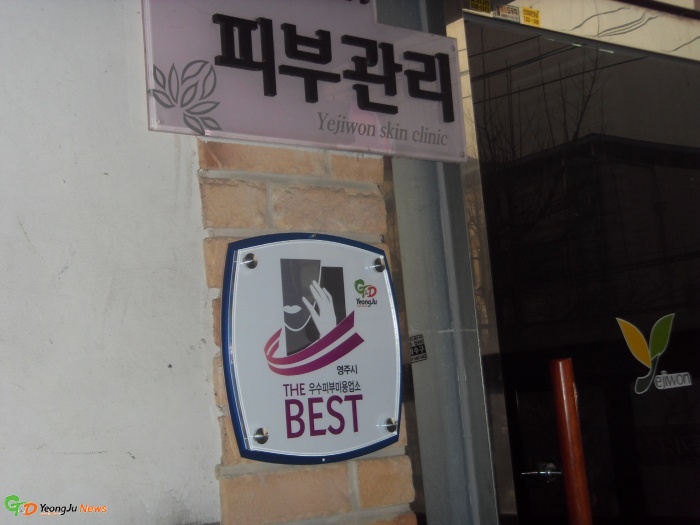 피부관리
Yejiwon skin clinic
G&D
YeongJu
영주시
THE 우수피부미용업소
BEST
Yejiwon
G&D YeongJu News